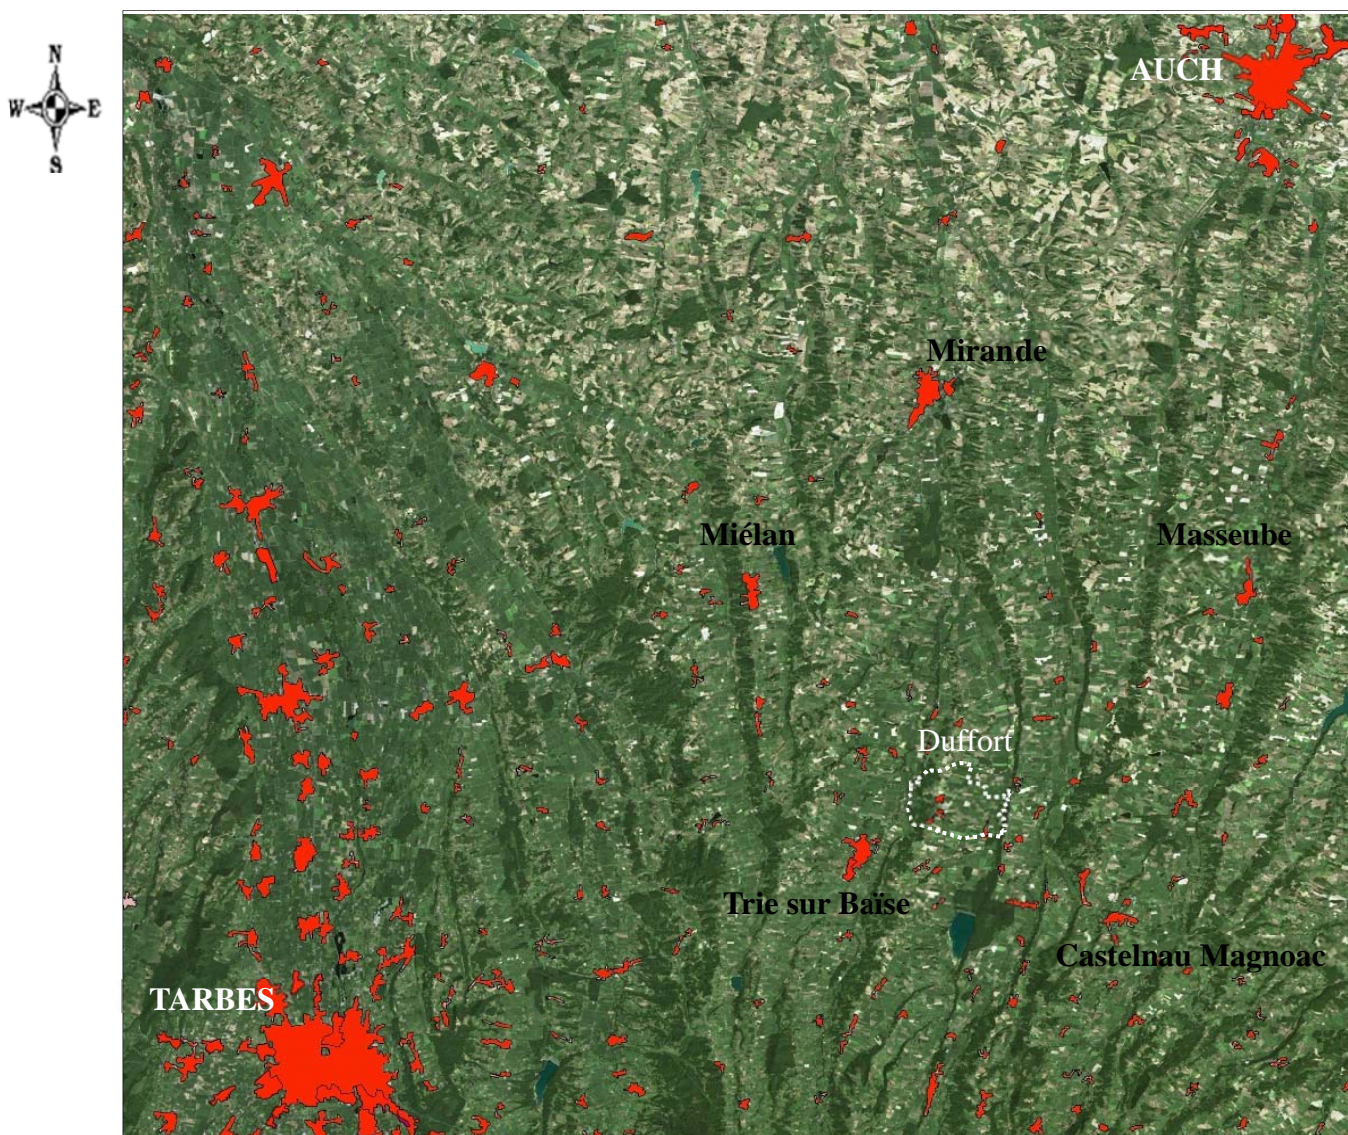 N
W E
S
AUCH
Mirande
Miélan
Masseube
Duffort
Trie sur Baïse
Castelnau Magnoac
TARBES